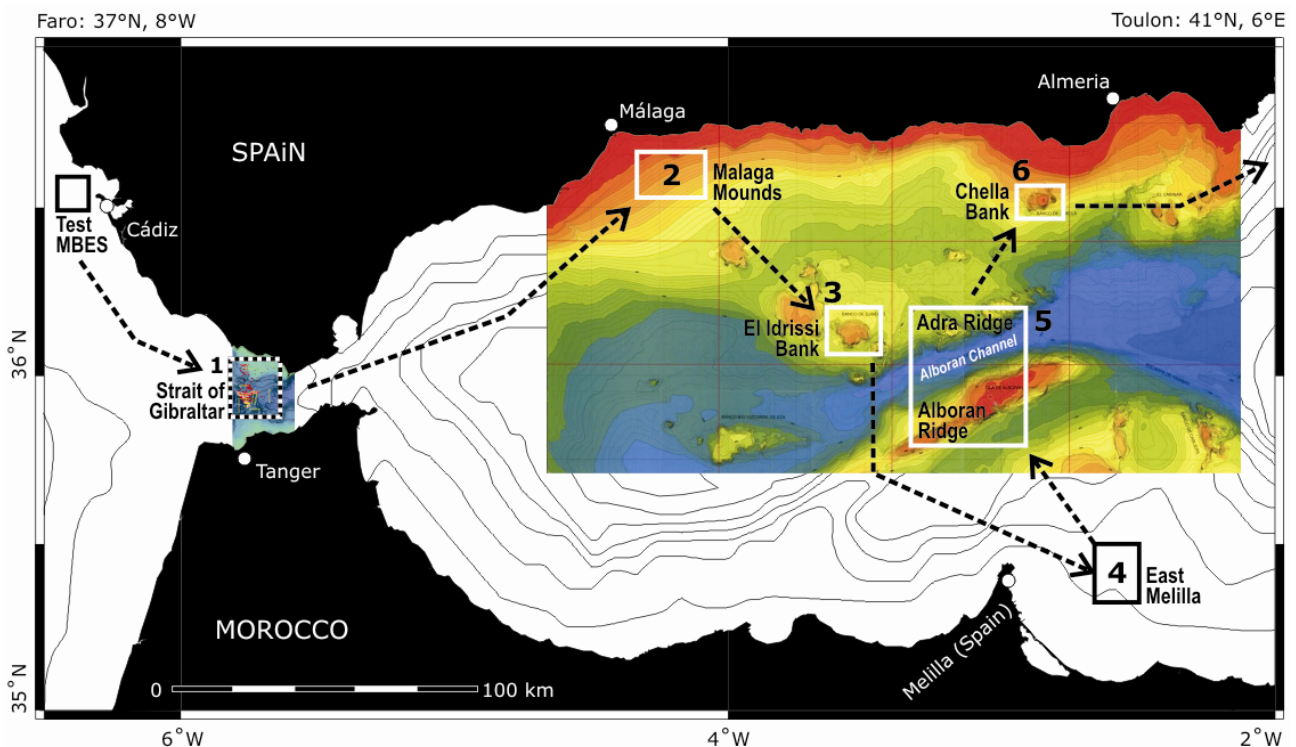 Faro: 37°N, 8°W
Toulon: 41°N, 6°E
Almeria
Málaga
SPAiN
6
2
Malaga
Mounds
Chella
Bank
Test
MBES
Cádiz
3
El Idrissi
Bank
Adra Ridge
5
Alboran Channel
36°N
1
Strait of
Gibraltar
Alboran
Ridge
Tanger
4
East
Melilla
MOROCCO
Melilla (Spain)
35°N
0
100 km
6°W
4°W
2°W